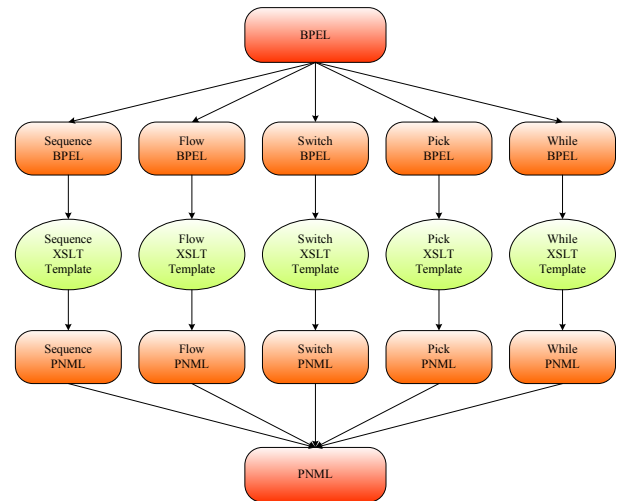 BPEL
Sequence
BPEL
Flow
BPEL
Switch
BPEL
Pick
BPEL
While
BPEL
Sequence
XSLT
Template
Flow
XSLT
Template
Switch
XSLT
Template
Pick
XSLT
Template
While
XSLT
Template
Sequence
PNML
Flow
PNML
Switch
PNML
Pick
PNML
While
PNML
PNML